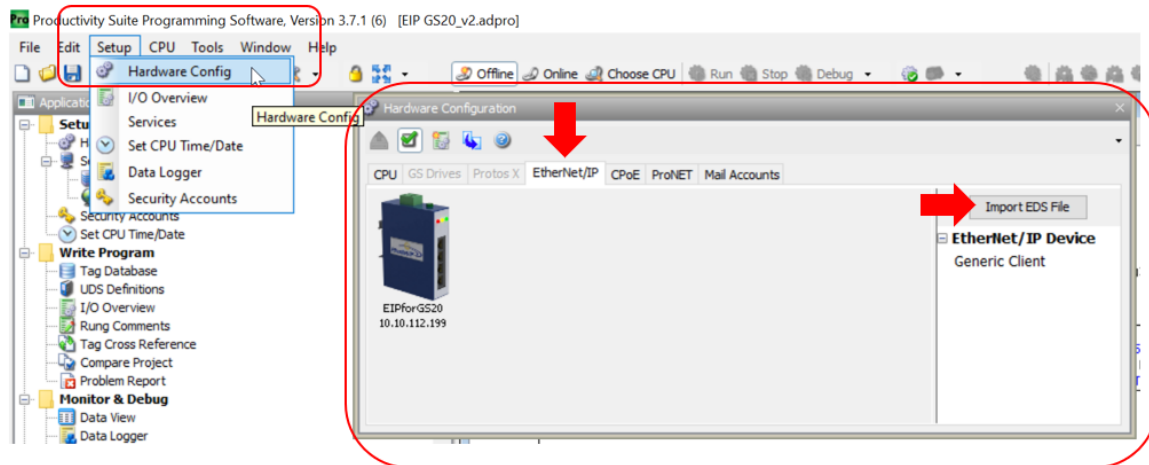 Pro Productivity Suite Programming Software, Version 3.7.1 (6) [EIP GS20_v2.adpro]
File Edit Setup CPU Tools Window Help
Offline Online Choose CPU Run Stop Debug
Hardware Config
I/O Overview
Services
Set CPU Time/Date
Data Logger
Security Accounts
Hardware Config
Applicatio
Setu
H
S
Security Accounts
Set CPU Time/Date
Write Program
Tag Database
UDS Definitions
I/O Overview
Rung Comments
Tag Cross Reference
Compare Project
Problem Report
Monitor & Debug
Data View
Data Logger
Hardware Configuration
CPU GS Drives Protos X EtherNet/IP CPoE ProNET Mail Accounts
EIPforGS20
10.10.112.199
Import EDS File
EtherNet/IP Device
Generic Client